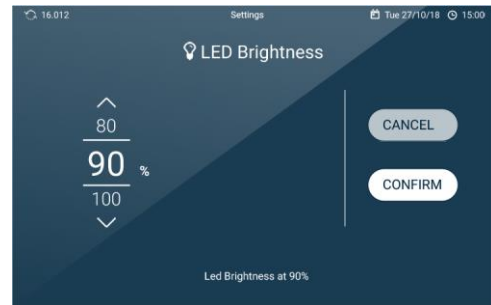 16.012 Settings Tue 27/10/18 15:00
LED Brightness
80
90 %
100
CANCEL
CONFIRM
Led Brightness at 90%